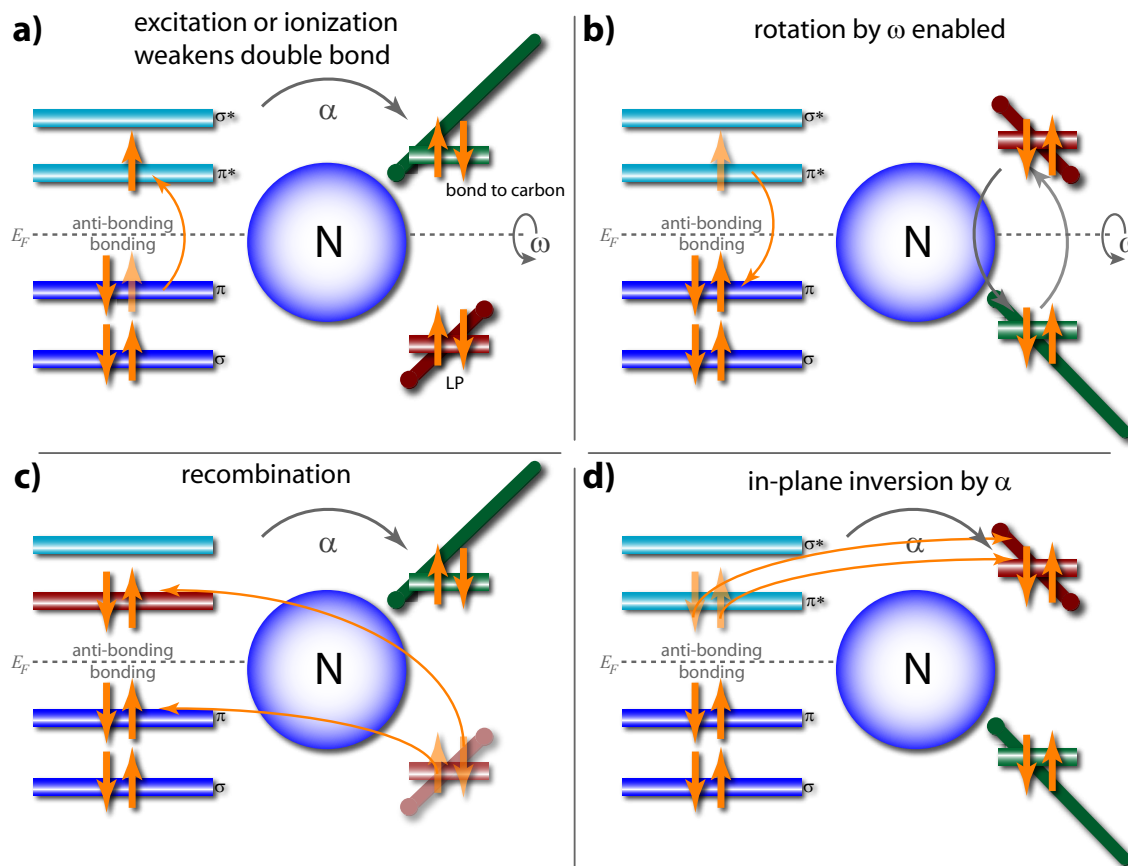 a)
excitation or ionization
weakens double bond
α
σ*
π*
bond to carbon
anti-bonding
E_F
bonding
N
ω
π
σ
LP
b)
rotation by ω enabled
σ*
π*
anti-bonding
E_F
bonding
N
π
σ
c)
recombination
α
anti-bonding
E_F
bonding
N
π
σ
d)
in-plane inversion by α
σ*
α
π*
anti-bonding
E_F
bonding
N
π
σ